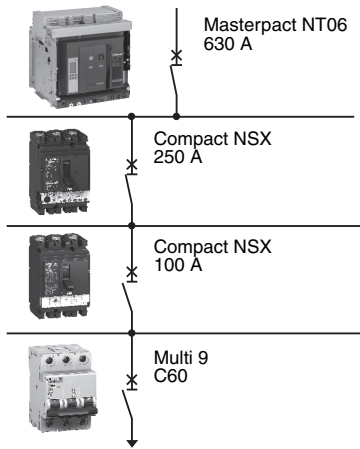 Masterpact NT06
630 A
Compact NSX
250 A
Compact NSX
100 A
Multi 9
C60